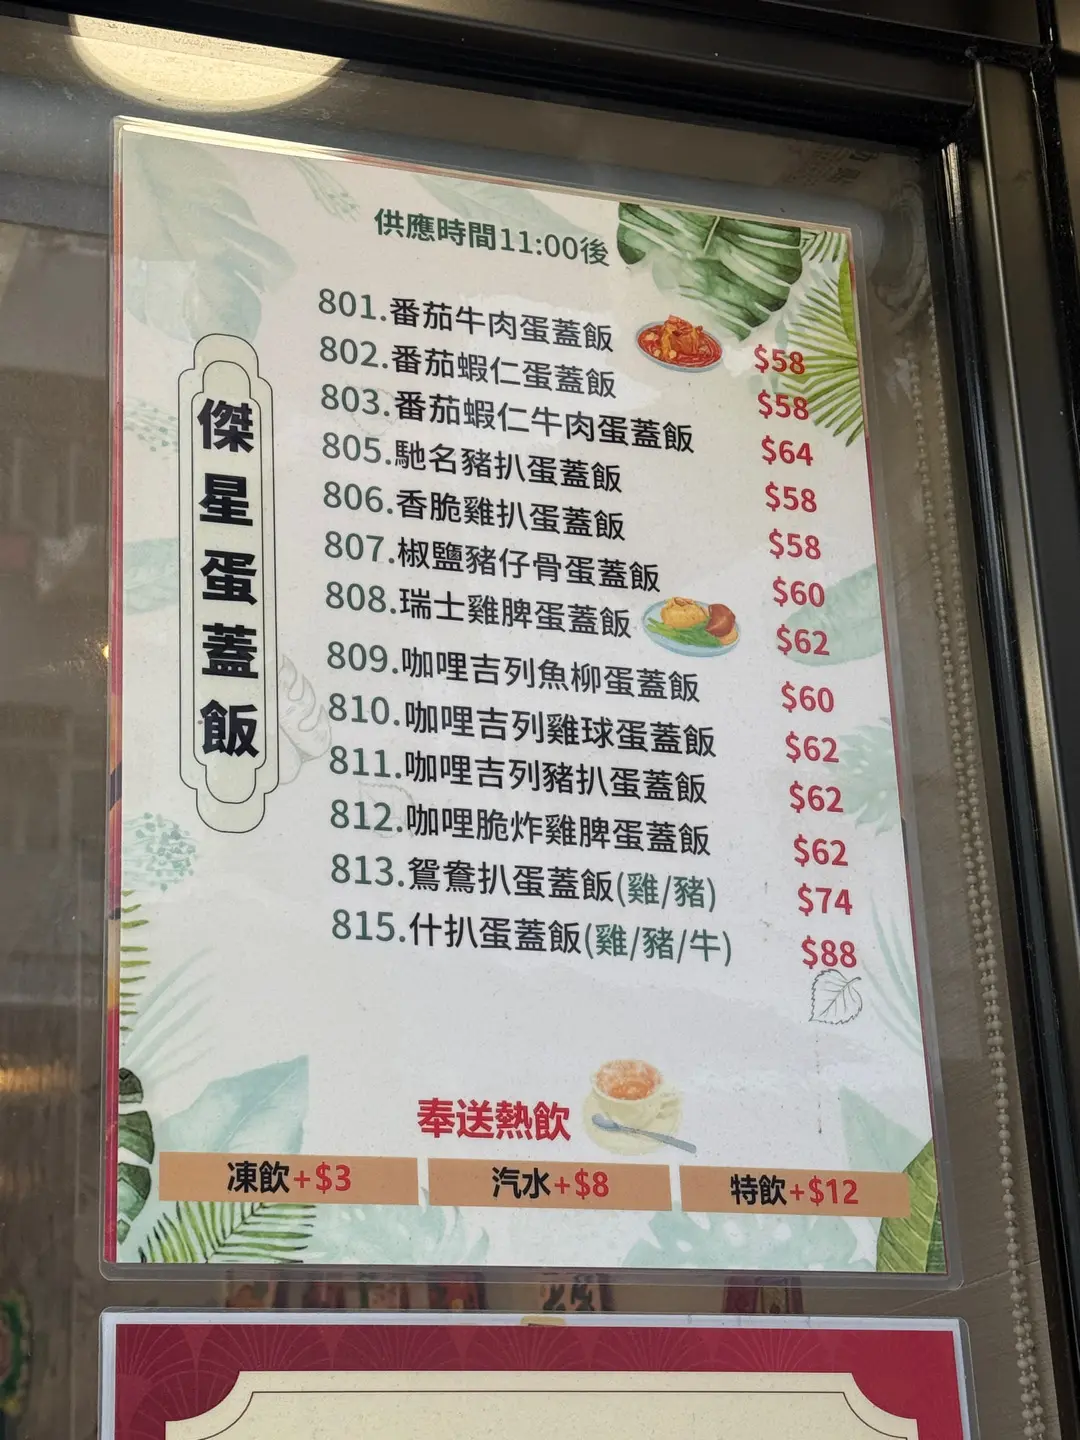 供應時間11:00後
傑星蛋蓋飯
801.番茄牛肉蛋蓋飯 $58
802.番茄蝦仁蛋蓋飯 $58
803.番茄蝦仁牛肉蛋蓋飯 $64
805.馳名豬扒蛋蓋飯 $58
806.香脆雞扒蛋蓋飯 $58
807.椒鹽豬仔骨蛋蓋飯 $60
808.瑞士雞脾蛋蓋飯 $62
809.咖哩吉列魚柳蛋蓋飯 $60
810.咖哩吉列雞球蛋蓋飯 $62
811.咖哩吉列豬扒蛋蓋飯 $62
812.咖哩脆炸雞脾蛋蓋飯 $62
813.鴛鴦扒蛋蓋飯(雞/豬) $74
815.什扒蛋蓋飯(雞/豬/牛) $88
奉送熱飲
凍飲+$3 汽水+$8 特飲+$12